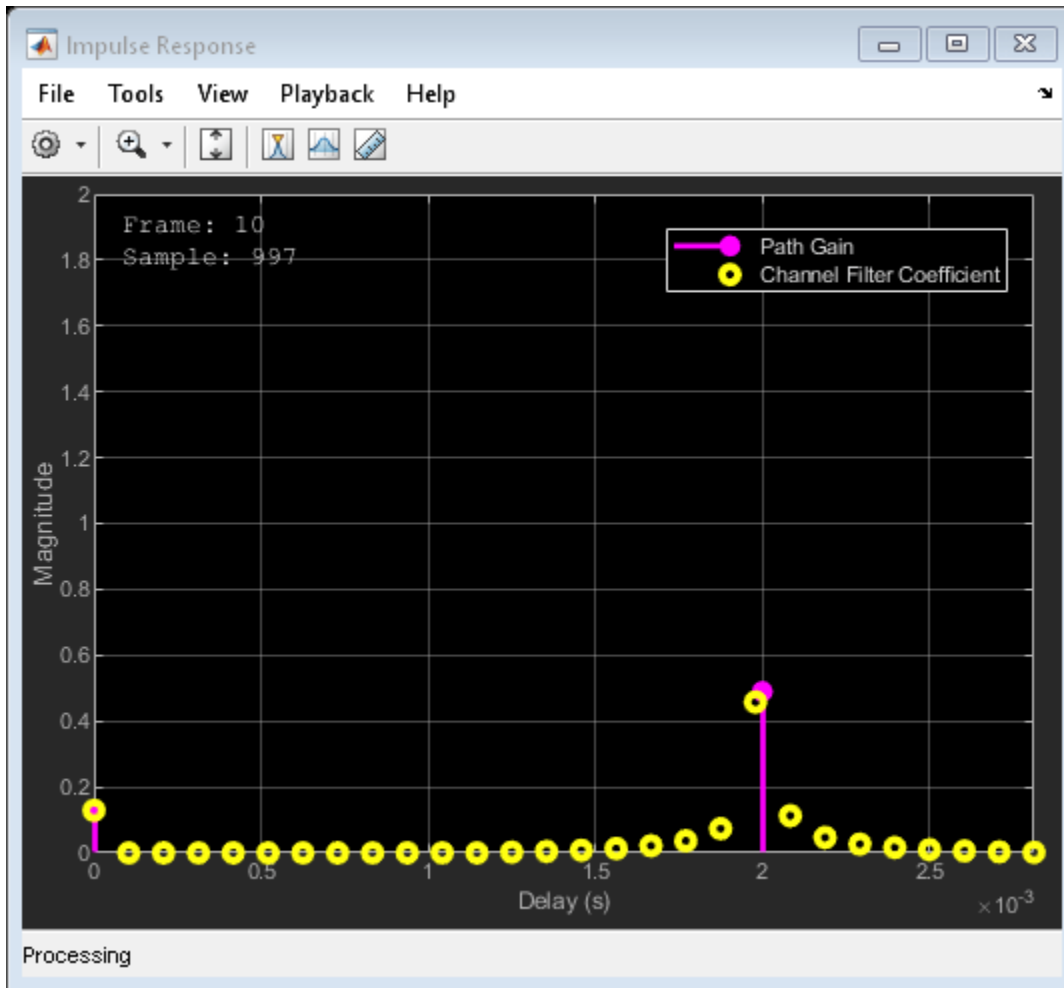 Impulse Response
File Tools View Playback Help
Frame: 10
Sample: 997
Path Gain
Channel Filter Coefficient
2
1.8
1.6
1.4
1.2
1
0.8
0.6
0.4
0.2
0
Magnitude
0 0.5 1 1.5 2 2.5
Delay (s)
×10-3
Processing